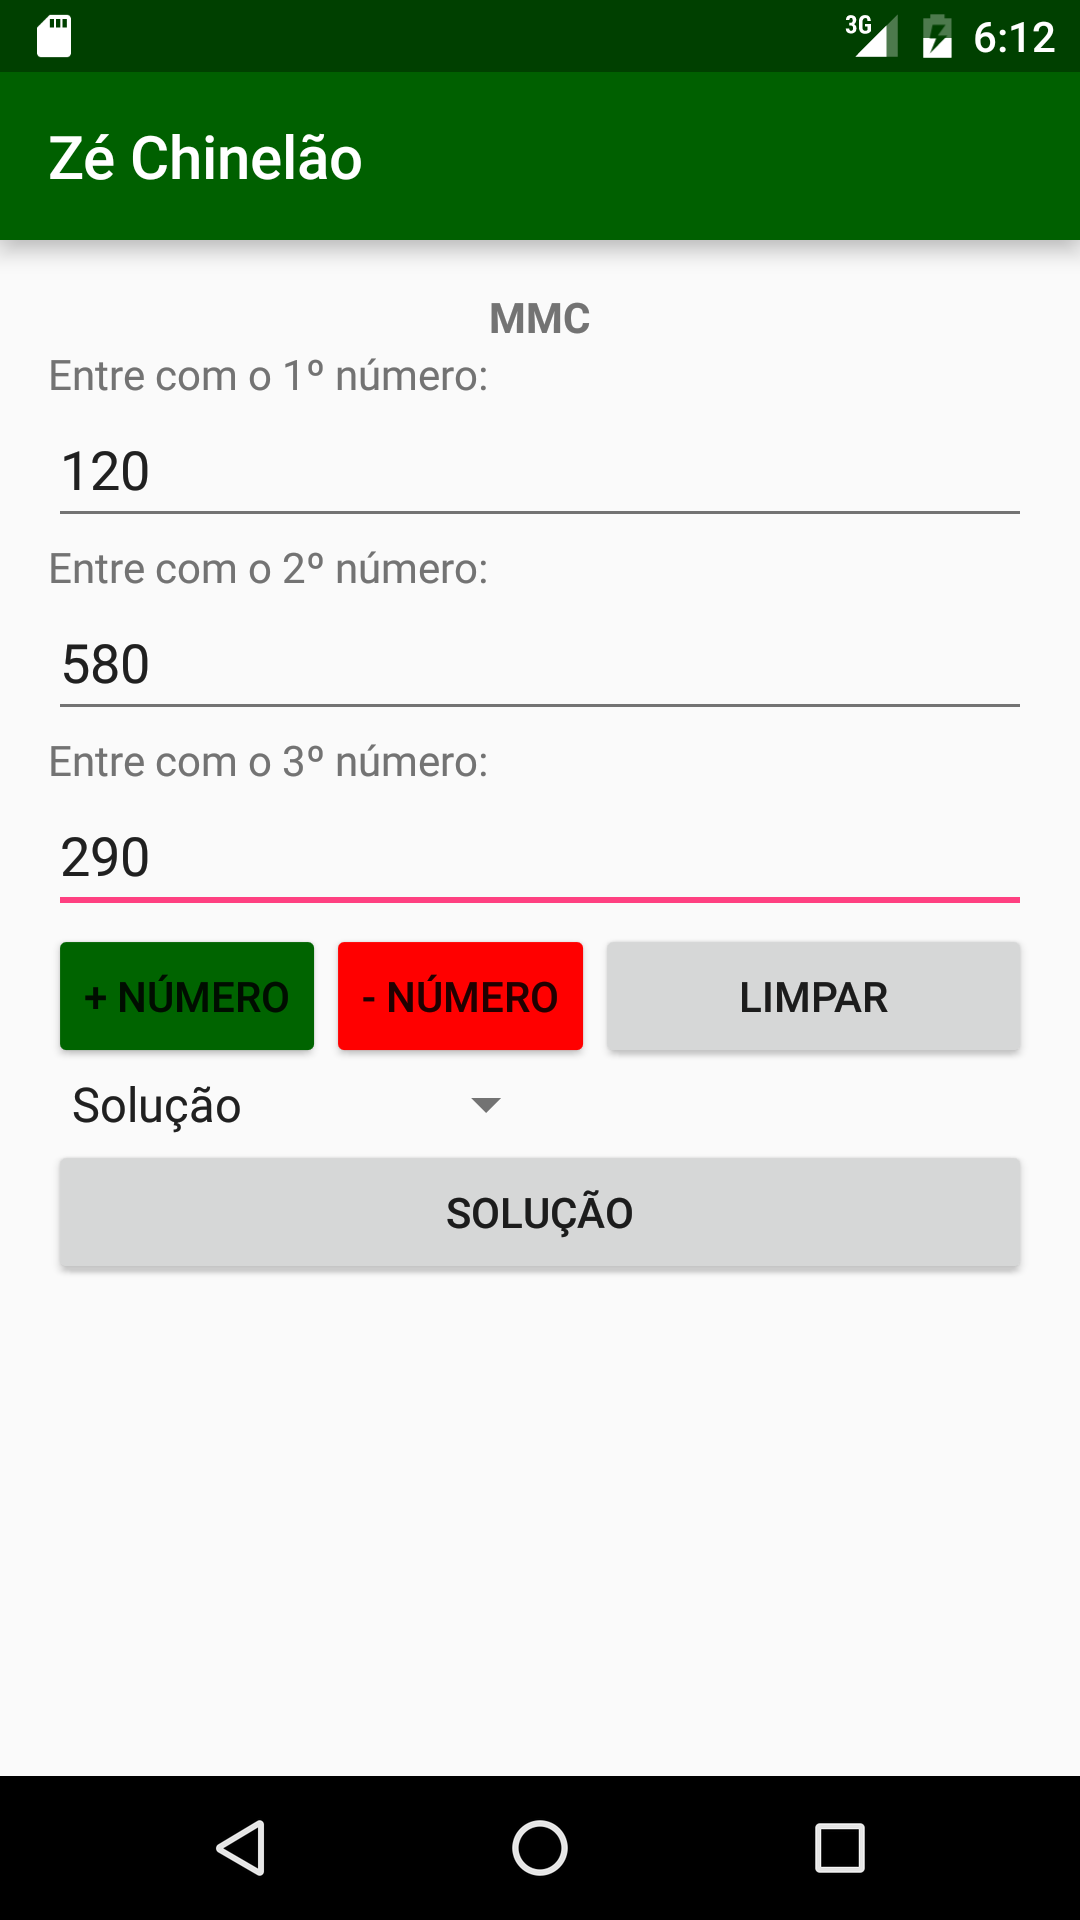 3G 6:12
Zé Chinelão
MMC
Entre com o 1º número:
120
Entre com o 2º número:
580
Entre com o 3º número:
290
+ NÚMERO - NÚMERO LIMPAR
Solução
SOLUÇÃO